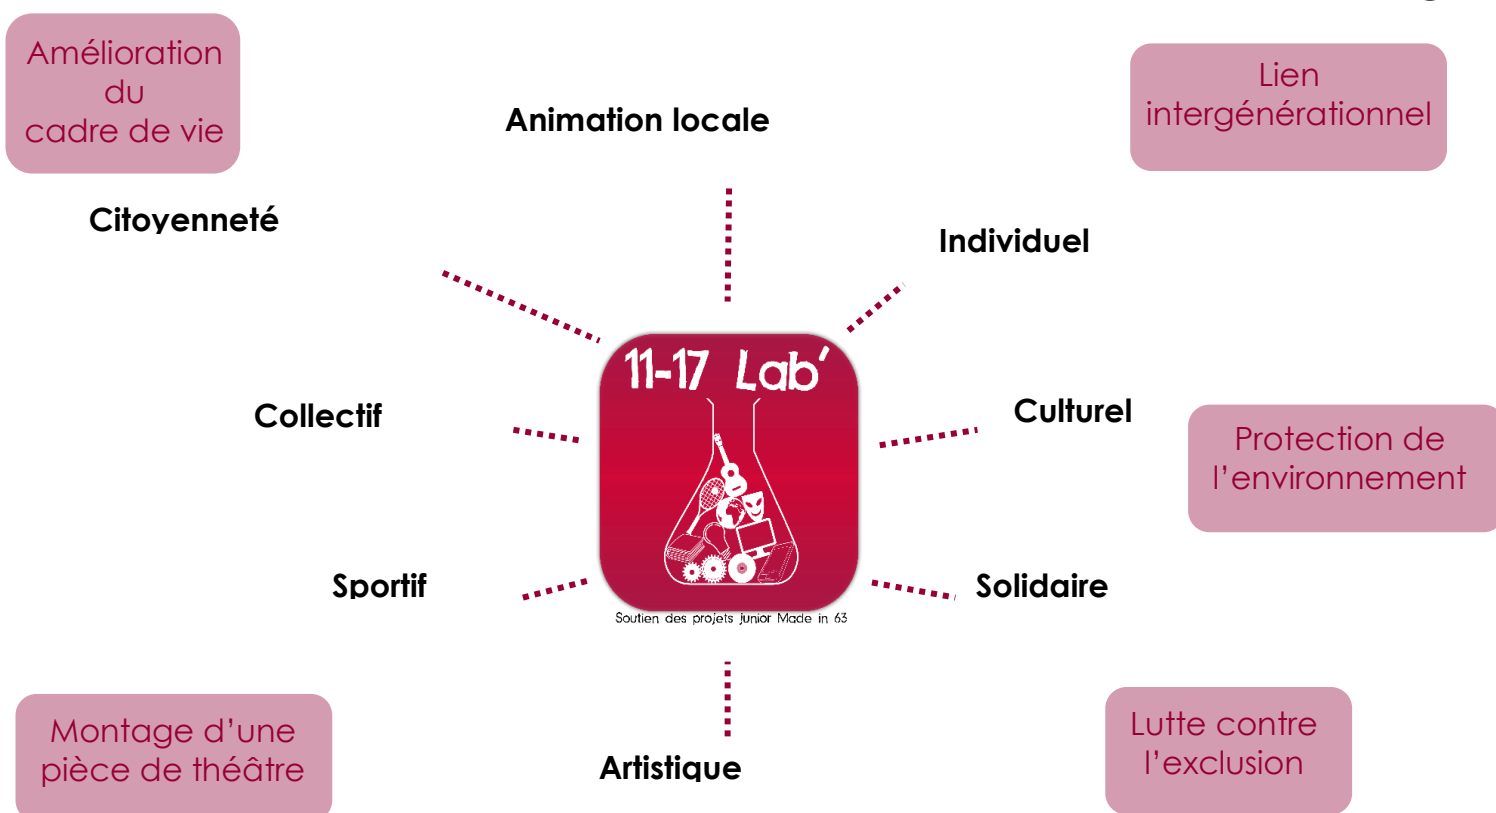 Amélioration
du
cadre de vie
Animation locale
Lien
intergénérationnel
Citoyenneté
Individuel
11-17 Lab'
Collectif
Culturel
Protection de
l'environnement
Sportif
Solidaire
Soutien des projets junior Made in 63
Montage d'une
pièce de théâtre
Artistique
Lutte contre
l'exclusion